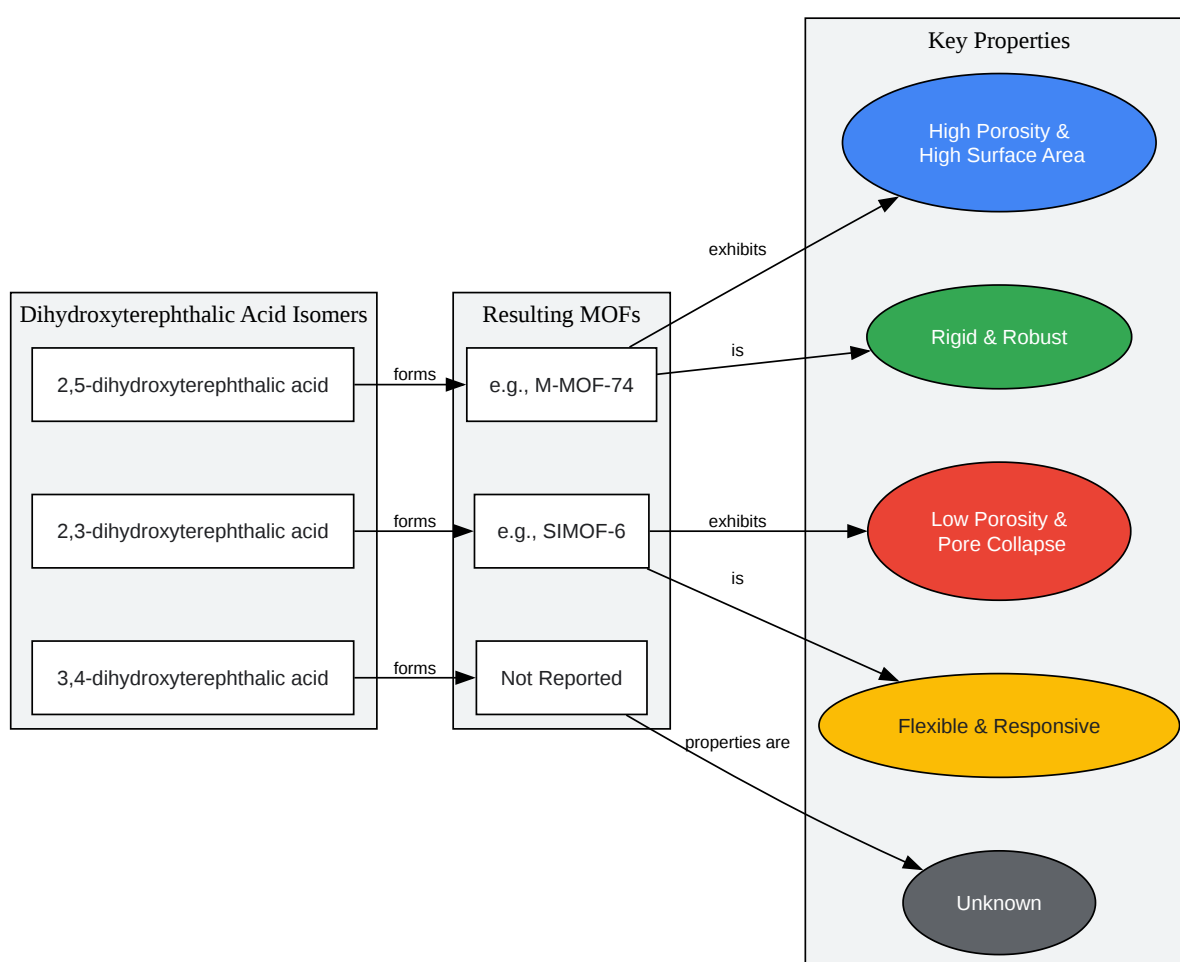 Key Properties
High Porosity &
High Surface Area
exhibits
Dihydroxyterephthalic Acid Isomers
Resulting MOFs
is
Rigid & Robust
2,5-dihydroxyterephthalic acid
forms
e.g., M-MOF-74
2,3-dihydroxyterephthalic acid
forms
e.g., SIMOF-6
exhibits
Low Porosity &
Pore Collapse
is
3,4-dihydroxyterephthalic acid
forms
Not Reported
Flexible & Responsive
properties are
Unknown